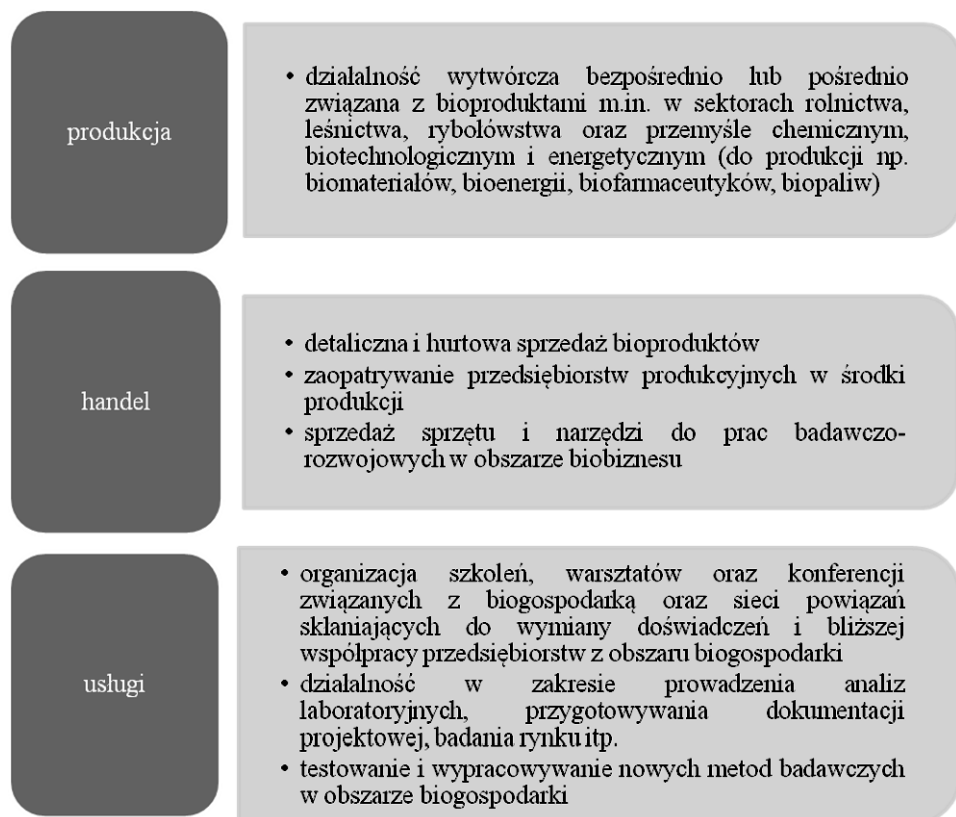 produkcja
• działalność wytwórcza bezpośrednio lub pośrednio
związana z bioproduktami m.in. w sektorach rolnictwa,
leśnictwa, rybołówstwa oraz przemyśle chemicznym,
biotechnologicznym i energetycznym (do produkcji np.
biomateriałów, bioenergii, biofarmaceutyków, biopaliw)
handel
• detaliczna i hurtowa sprzedaż bioproduktów
• zaopatrywanie przedsiębiorstw produkcyjnych w środki
produkcji
• sprzedaż sprzętu i narzędzi do prac badawczo-
rozwojowych w obszarze biobiznesu
usługi
• organizacja szkoleń, warsztatów oraz konferencji
związanych z biogospodarką oraz sieci powiązań
skłaniających do wymiany doświadczeń i bliższej
współpracy przedsiębiorstw z obszaru biogospodarki
• działalność w zakresie prowadzenia analiz
laboratoryjnych, przygotowywania dokumentacji
projektowej, badania rynku itp.
• testowanie i wypracowywanie nowych metod badawczych
w obszarze biogospodarki